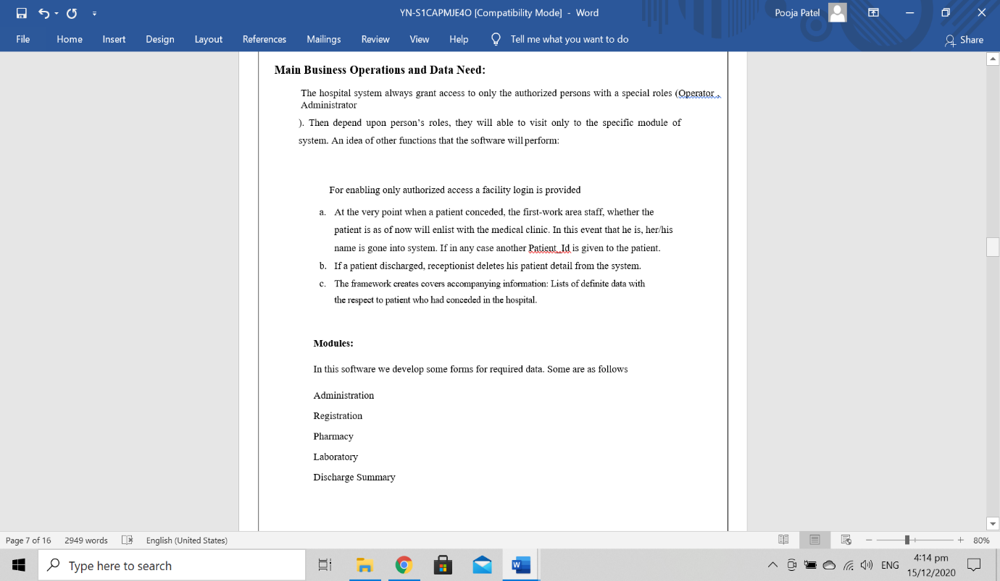 YN-S1CAPMJE4O [Compatibility Mode] - Word
Pooja Patel
File Home Insert Design Layout References Mailings Review View Help Tell me what you want to do Share
Main Business Operations and Data Need:
The hospital system always grant access to only the authorized persons with a special roles (Operator ,
Administrator
). Then depend upon person's roles, they will able to visit only to the specific module of
system. An idea of other functions that the software will perform:
For enabling only authorized access a facility login is provided
a. At the very point when a patient conceded, the first-work area staff, whether the
patient is as of now will enlist with the medical clinic. In this event that he is, her/his
name is gone into system. If in any case another Patient_Id is given to the patient.
b. If a patient discharged, receptionist deletes his patient detail from the system.
c. The framework creates covers accompanying information: Lists of definite data with
the respect to patient who had conceded in the hospital.
Modules:
In this software we develop some forms for required data. Some are as follows
Administration
Registration
Pharmacy
Laboratory
Discharge Summary
Page 7 of 16 2949 words English (United States) 80%
Type here to search
ENG
4:14 pm
15/12/2020